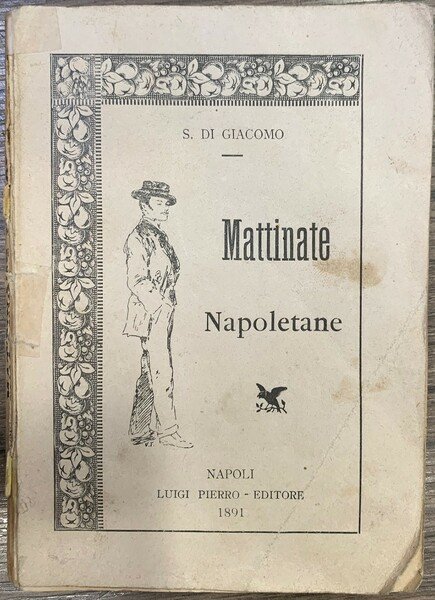 S. DI GIACOMO
Mattinate
Napoletane
NAPOLI
LUIGI PIERRO - EDITORE
1891